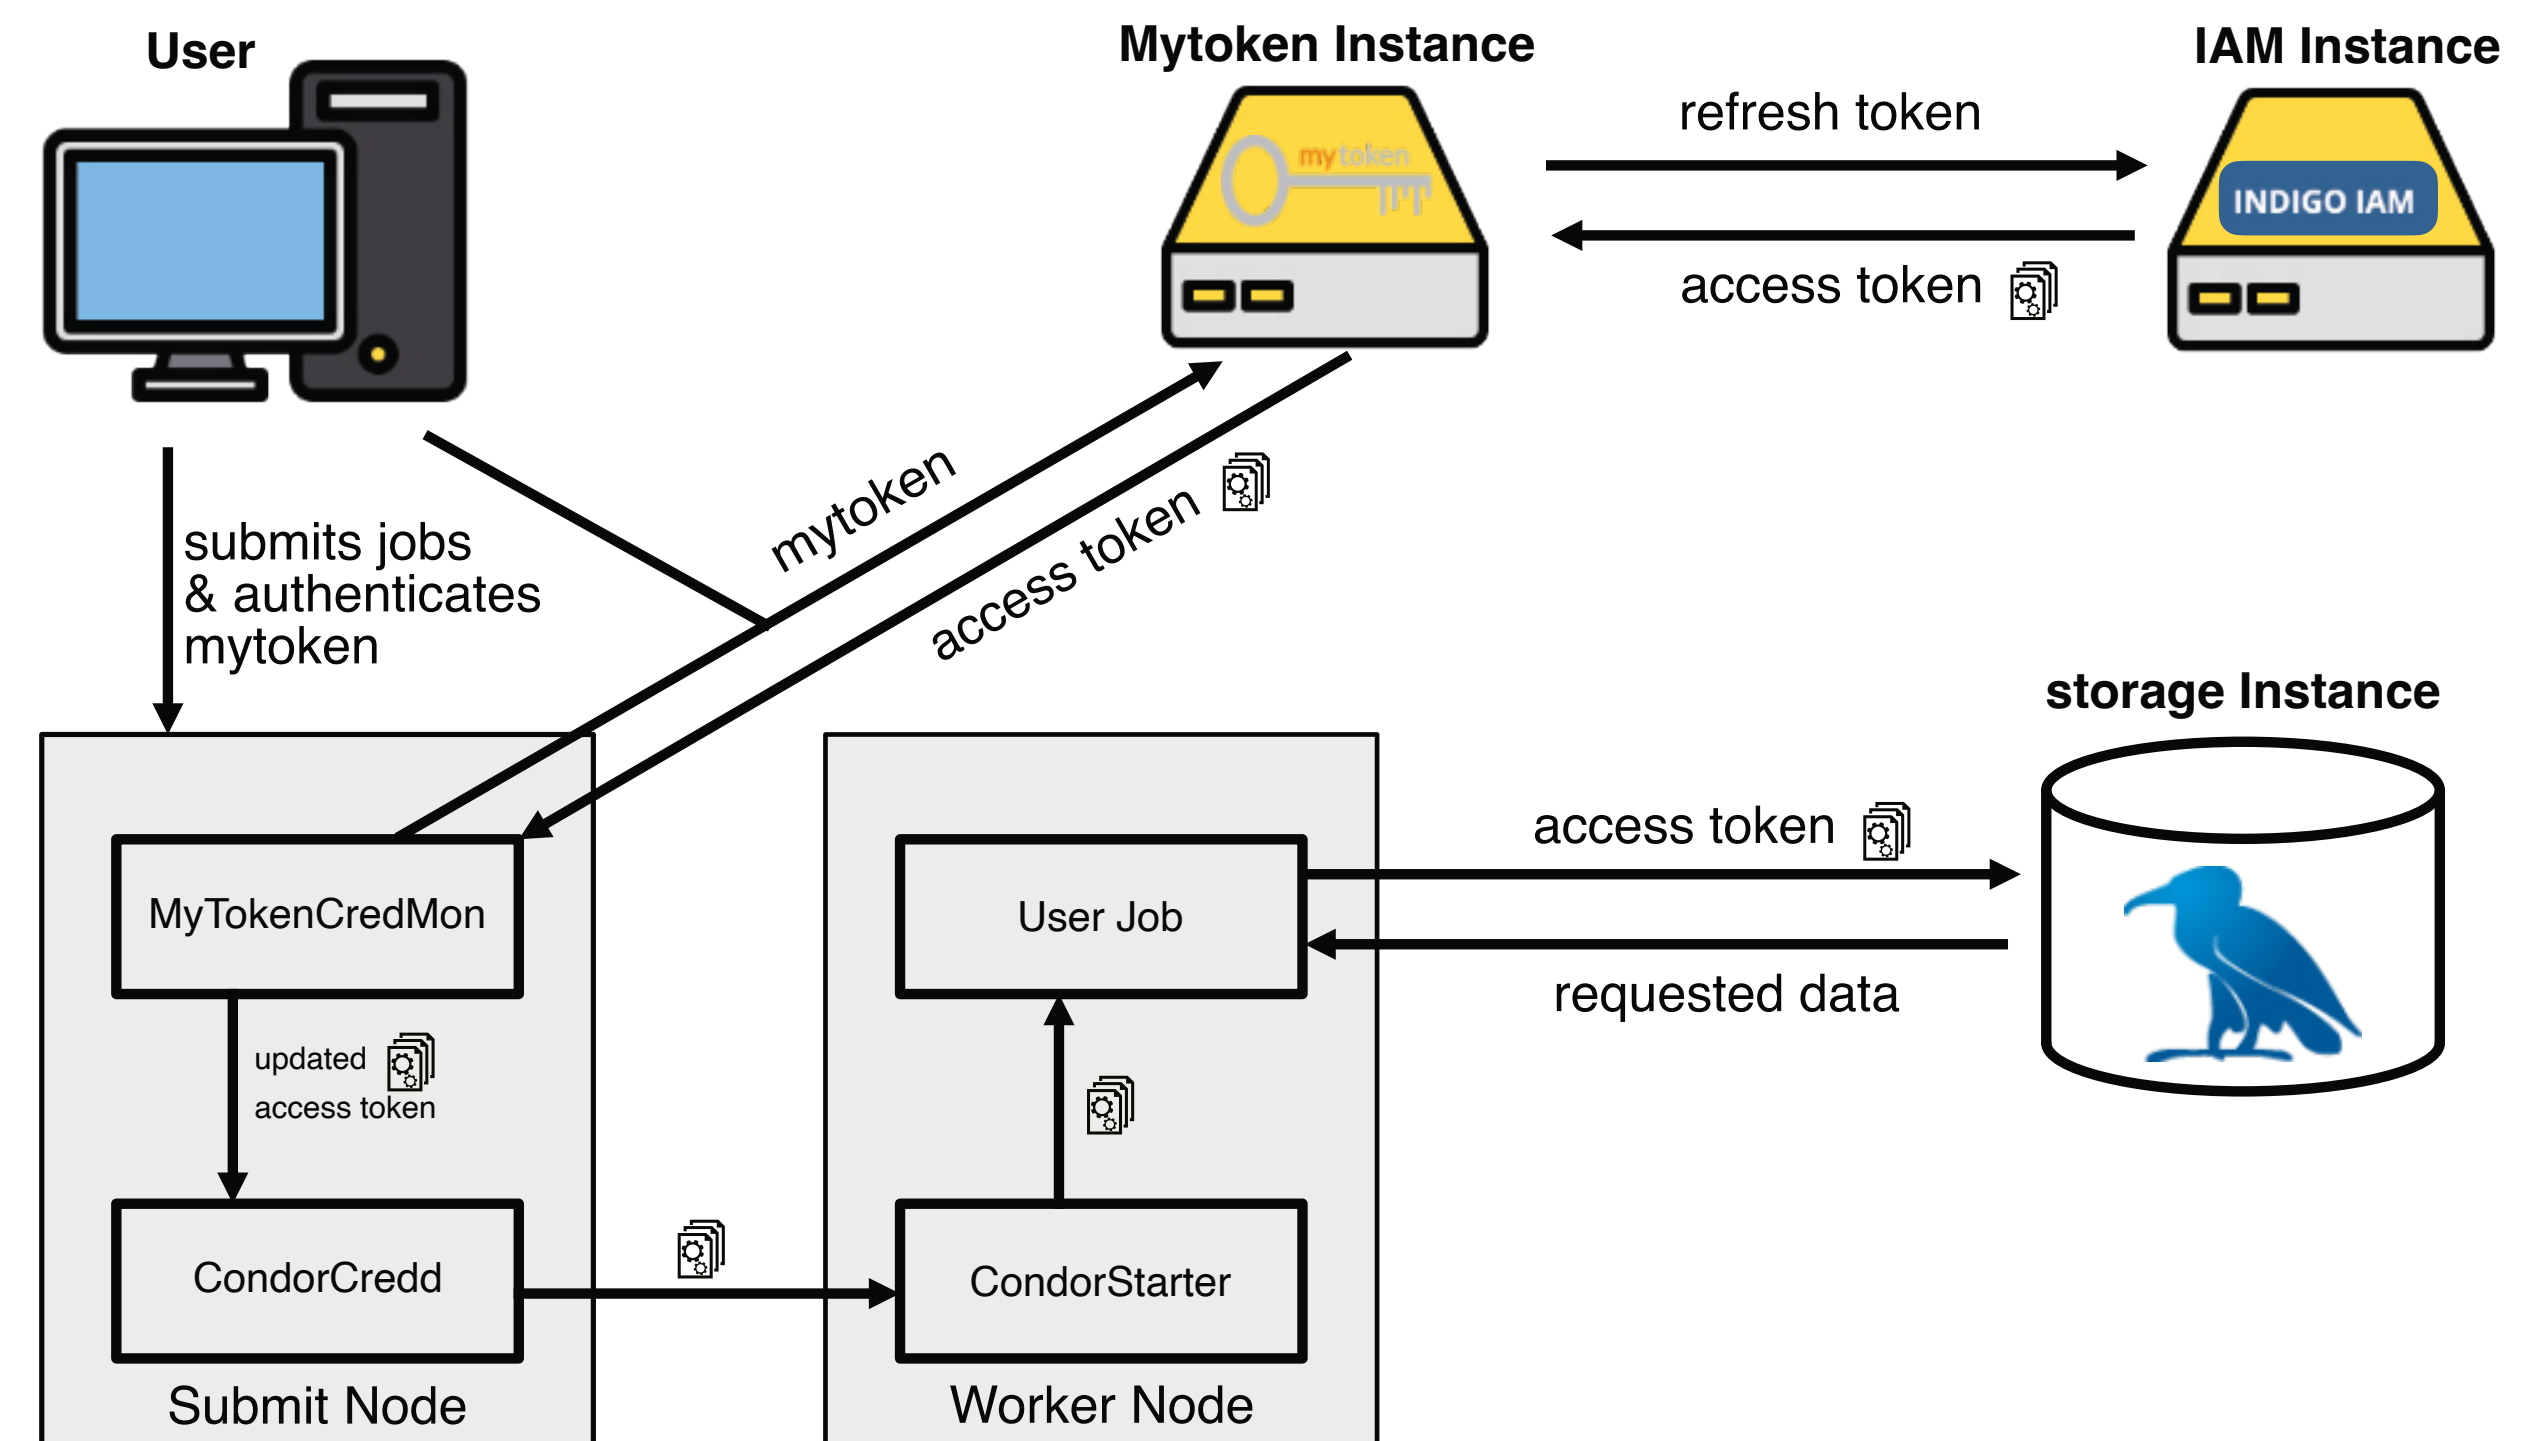 User
Mytoken Instance
IAM Instance
my token
refresh token
INDIGO IAM
access token
mytoken
access token
submits jobs
& authenticates
mytoken
storage Instance
access token
MyTokenCredMon
User Job
requested data
updated
access token
CondorCredd
CondorStarter
Submit Node
Worker Node